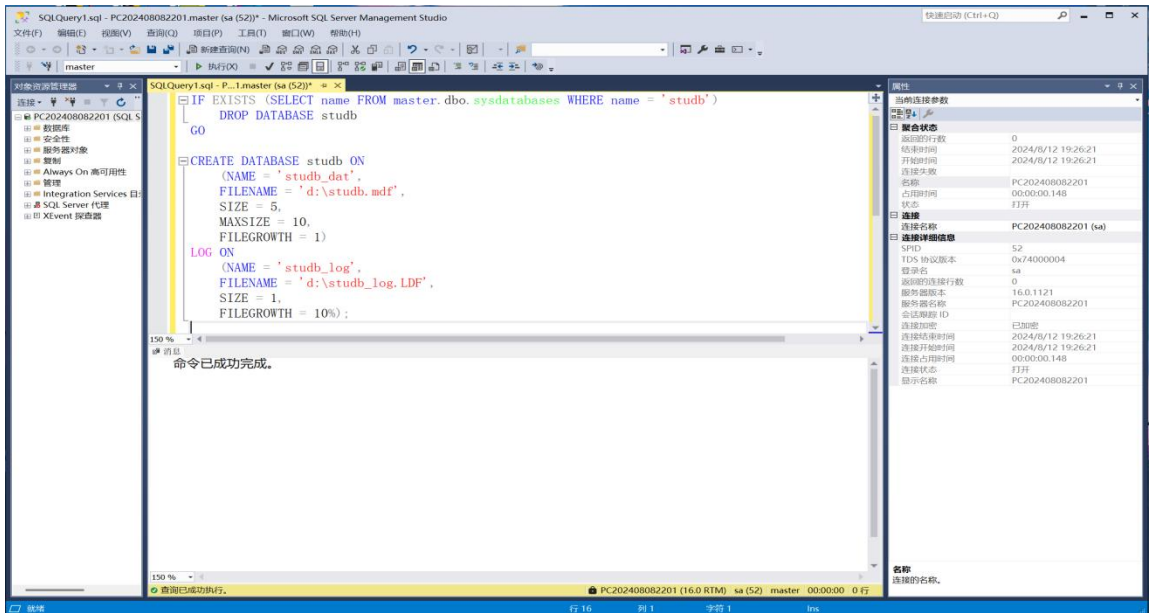 SQLQuery1.sql - PC202408082201.master (sa (52))* - Microsoft SQL Server Management Studio
快速启动 (Ctrl+Q)
文件(F) 编辑(E) 视图(V) 查询(Q) 项目(P) 工具(T) 窗口(W) 帮助(H)
新建查询(N)
master
执行(X)
对象资源管理器
连接
PC202408082201 (SQL S
数据库
安全性
服务器对象
复制
Always On 高可用性
管理
Integration Services 目
SQL Server 代理
XEvent 探查器
SQLQuery1.sql - P...1.master (sa (52))*
IF EXISTS (SELECT name FROM master.dbo.sysdatabases WHERE name = 'studb')
DROP DATABASE studb
GO
CREATE DATABASE studb ON
(NAME = 'studb_dat',
FILENAME = 'd:\studb.mdf',
SIZE = 5,
MAXSIZE = 10,
FILEGROWTH = 1)
LOG ON
(NAME = 'studb_log',
FILENAME = 'd:\studb_log.LDF',
SIZE = 1,
FILEGROWTH = 10%);
150 %
消息
命令已成功完成。
150 %
查询已成功执行。
PC202408082201 (16.0 RTM) sa (52) master 00:00:00 0 行
属性
当前连接参数
聚合状态
返回的行数 0
结束时间 2024/8/12 19:26:21
开始时间 2024/8/12 19:26:21
连接失败
名称 PC202408082201
占用时间 00:00:00.148
状态 打开
连接
连接名称 PC202408082201 (sa)
连接详细信息
SPID 52
TDS 协议版本 0x74000004
登录名 sa
返回的连接行数 0
服务器版本 16.0.1121
服务器名称 PC202408082201
会话跟踪 ID
连接加密 已加密
连接结束时间 2024/8/12 19:26:21
连接开始时间 2024/8/12 19:26:21
连接占用时间 00:00:00.148
连接状态 打开
显示名称 PC202408082201
名称
连接的名称。
就绪
行 16 列 1 字符 1 Ins